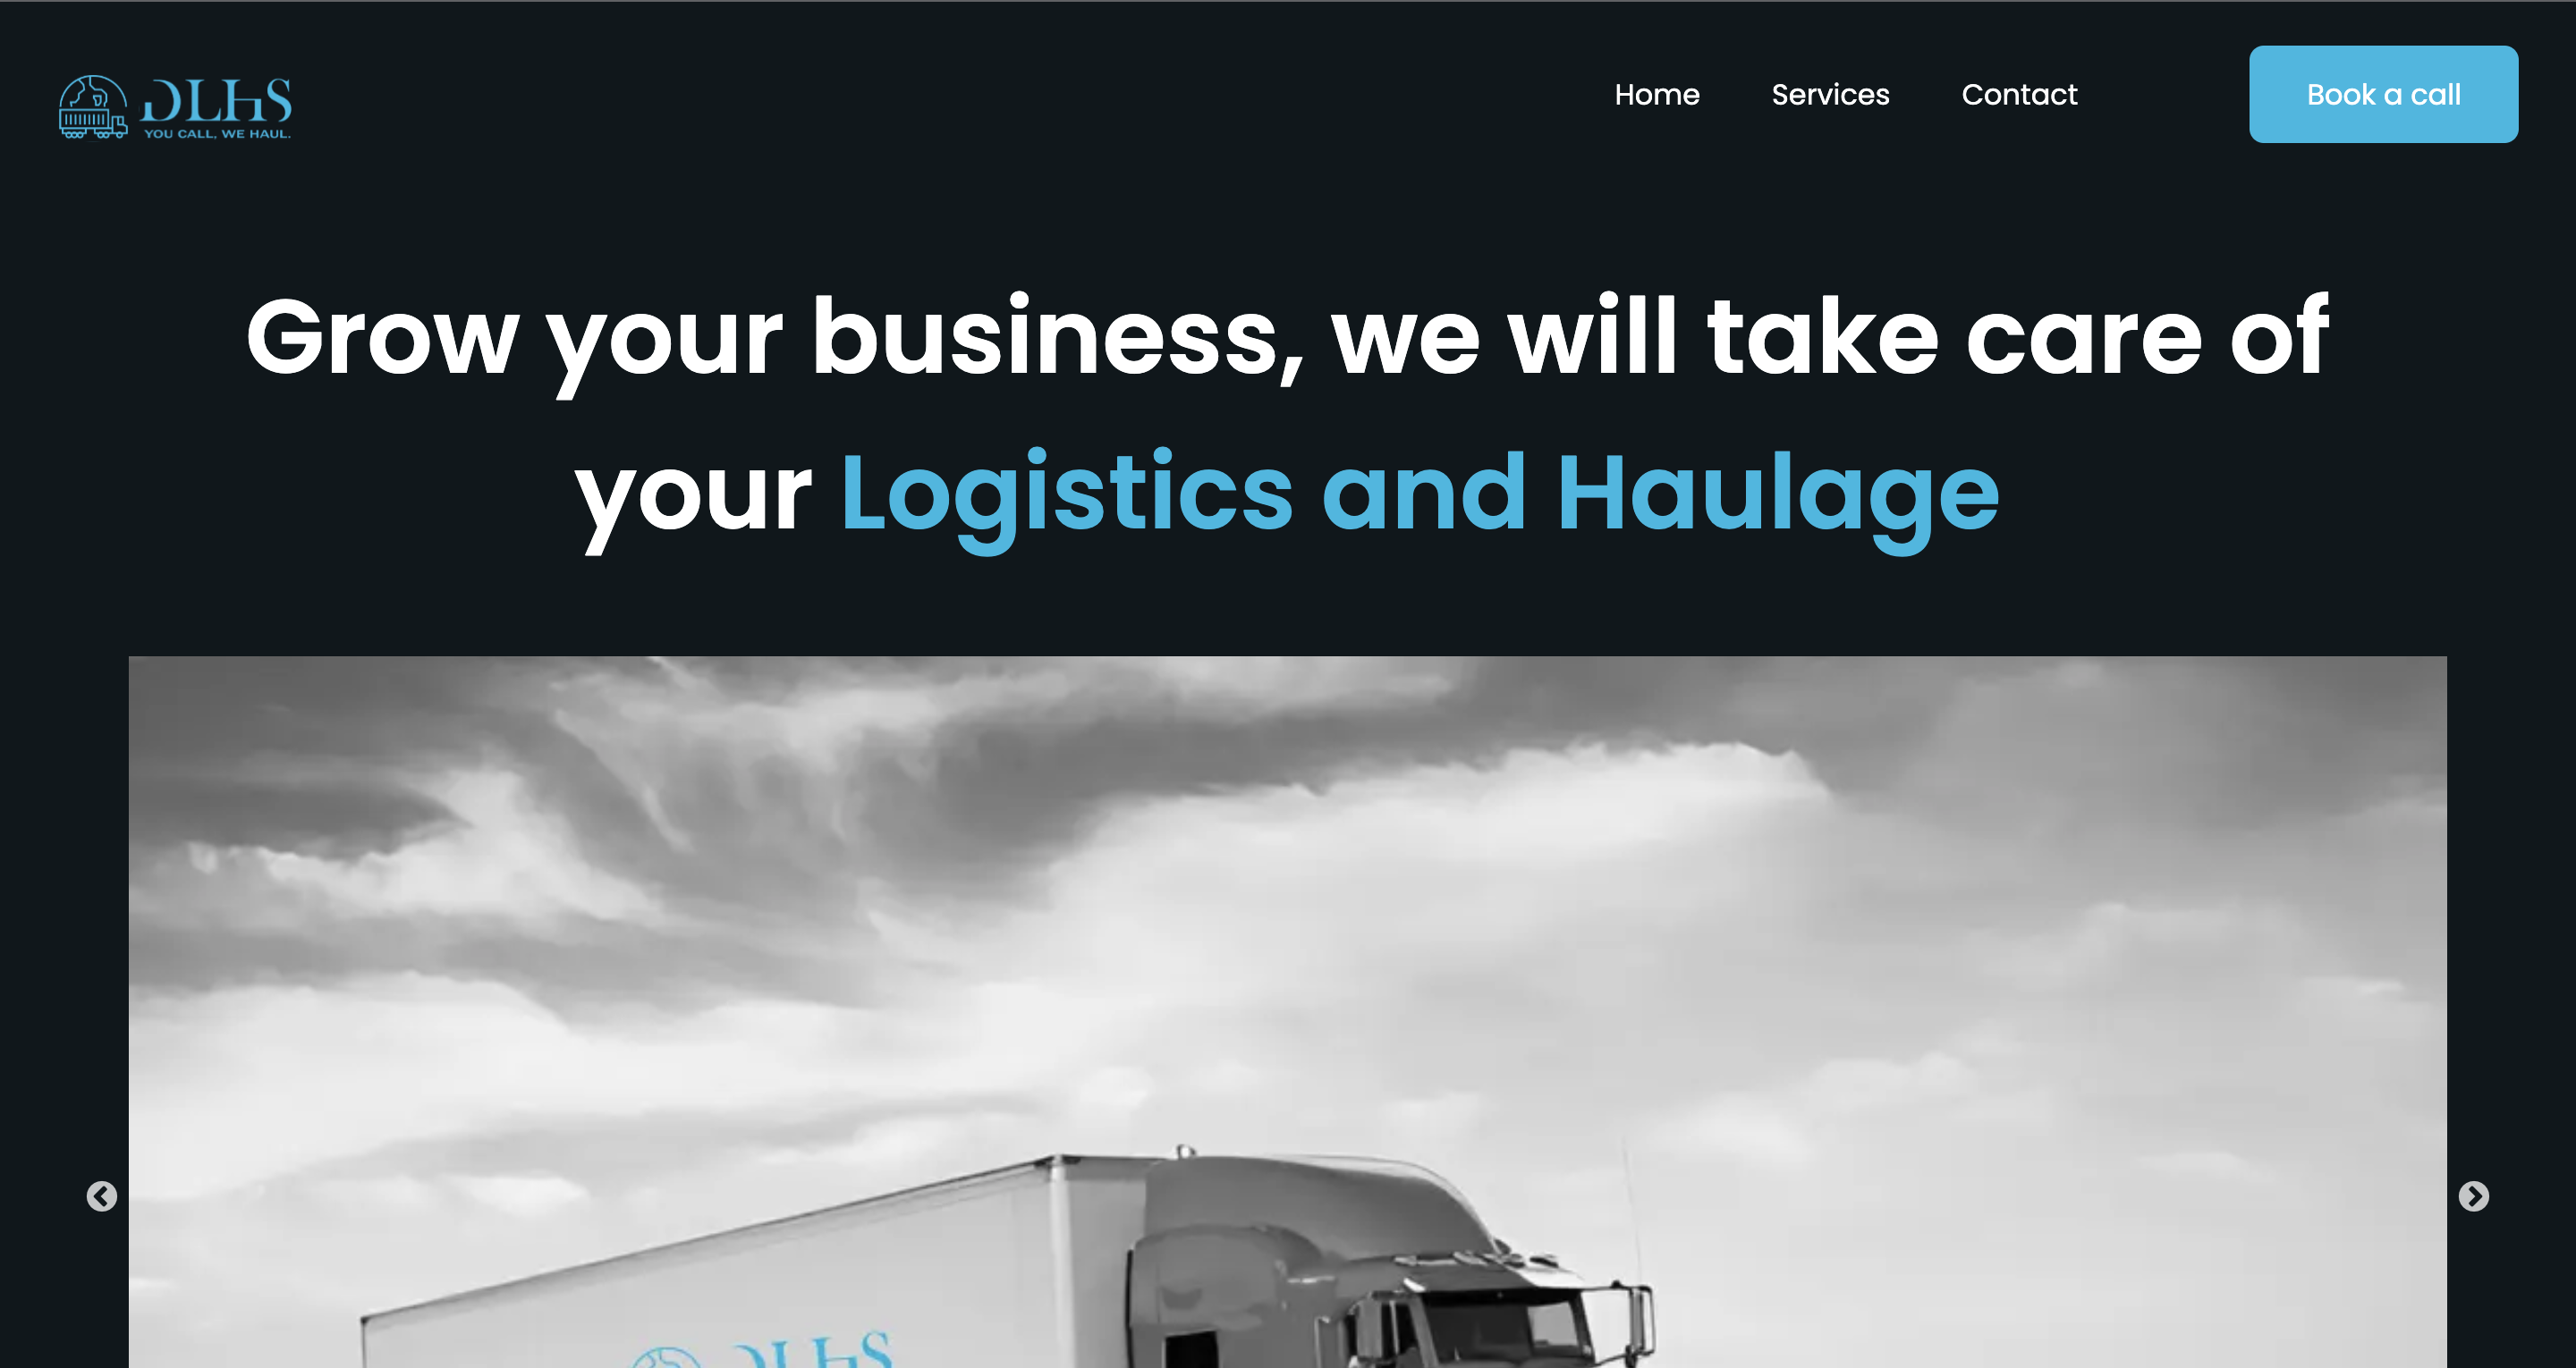 DLHS
YOU CALL, WE HAUL.
Home
Services
Contact
Book a call
Grow your business, we will take care of
your Logistics and Haulage
DLHS